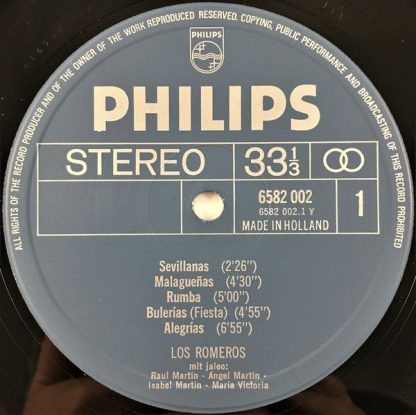 ALL RIGHTS OF THE RECORD PRODUCER AND OF THE OWNER OF THE WORK REPRODUCED RESERVED. COPYING, PUBLIC PERFORMANCE AND BROADCASTING OF THIS RECORD PROHIBITED
PHILIPS
PHILIPS
STEREO 33 1/3
6582 002
6582 002.1 Y
MADE IN HOLLAND
1
Sevillanas (2'26")
Malagueñas (4'30")
Rumba (5'00")
Bulerías (Fiesta) (4'55")
Alegrías (6'55")
LOS ROMEROS
mit jaleo:
Raul Martin - Angel Martin -
Isabel Martin - Maria Victoria